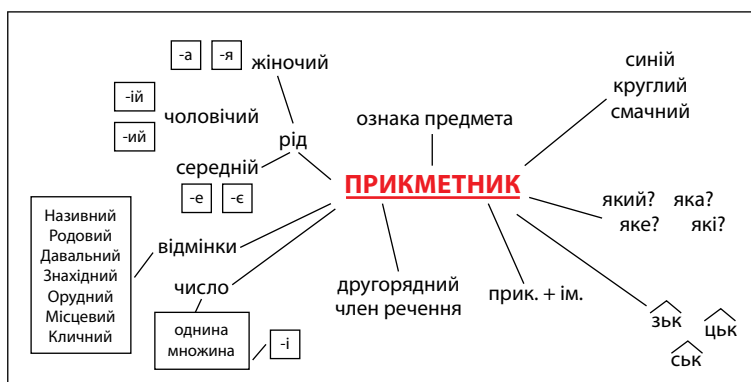 -а -я жіночий
-ій
чоловічий
-ий
рід
середній
-е -є
Називний
Родовий
Давальний
Знахідний
Орудний
Місцевий
Кличний
відмінки
число
однина
множина
-і
ознака предмета
ПРИКМЕТНИК
другорядний
член речення
прик. + ім.
синій
круглий
смачний
який? яка?
яке? які?
зьк цьк
ськ